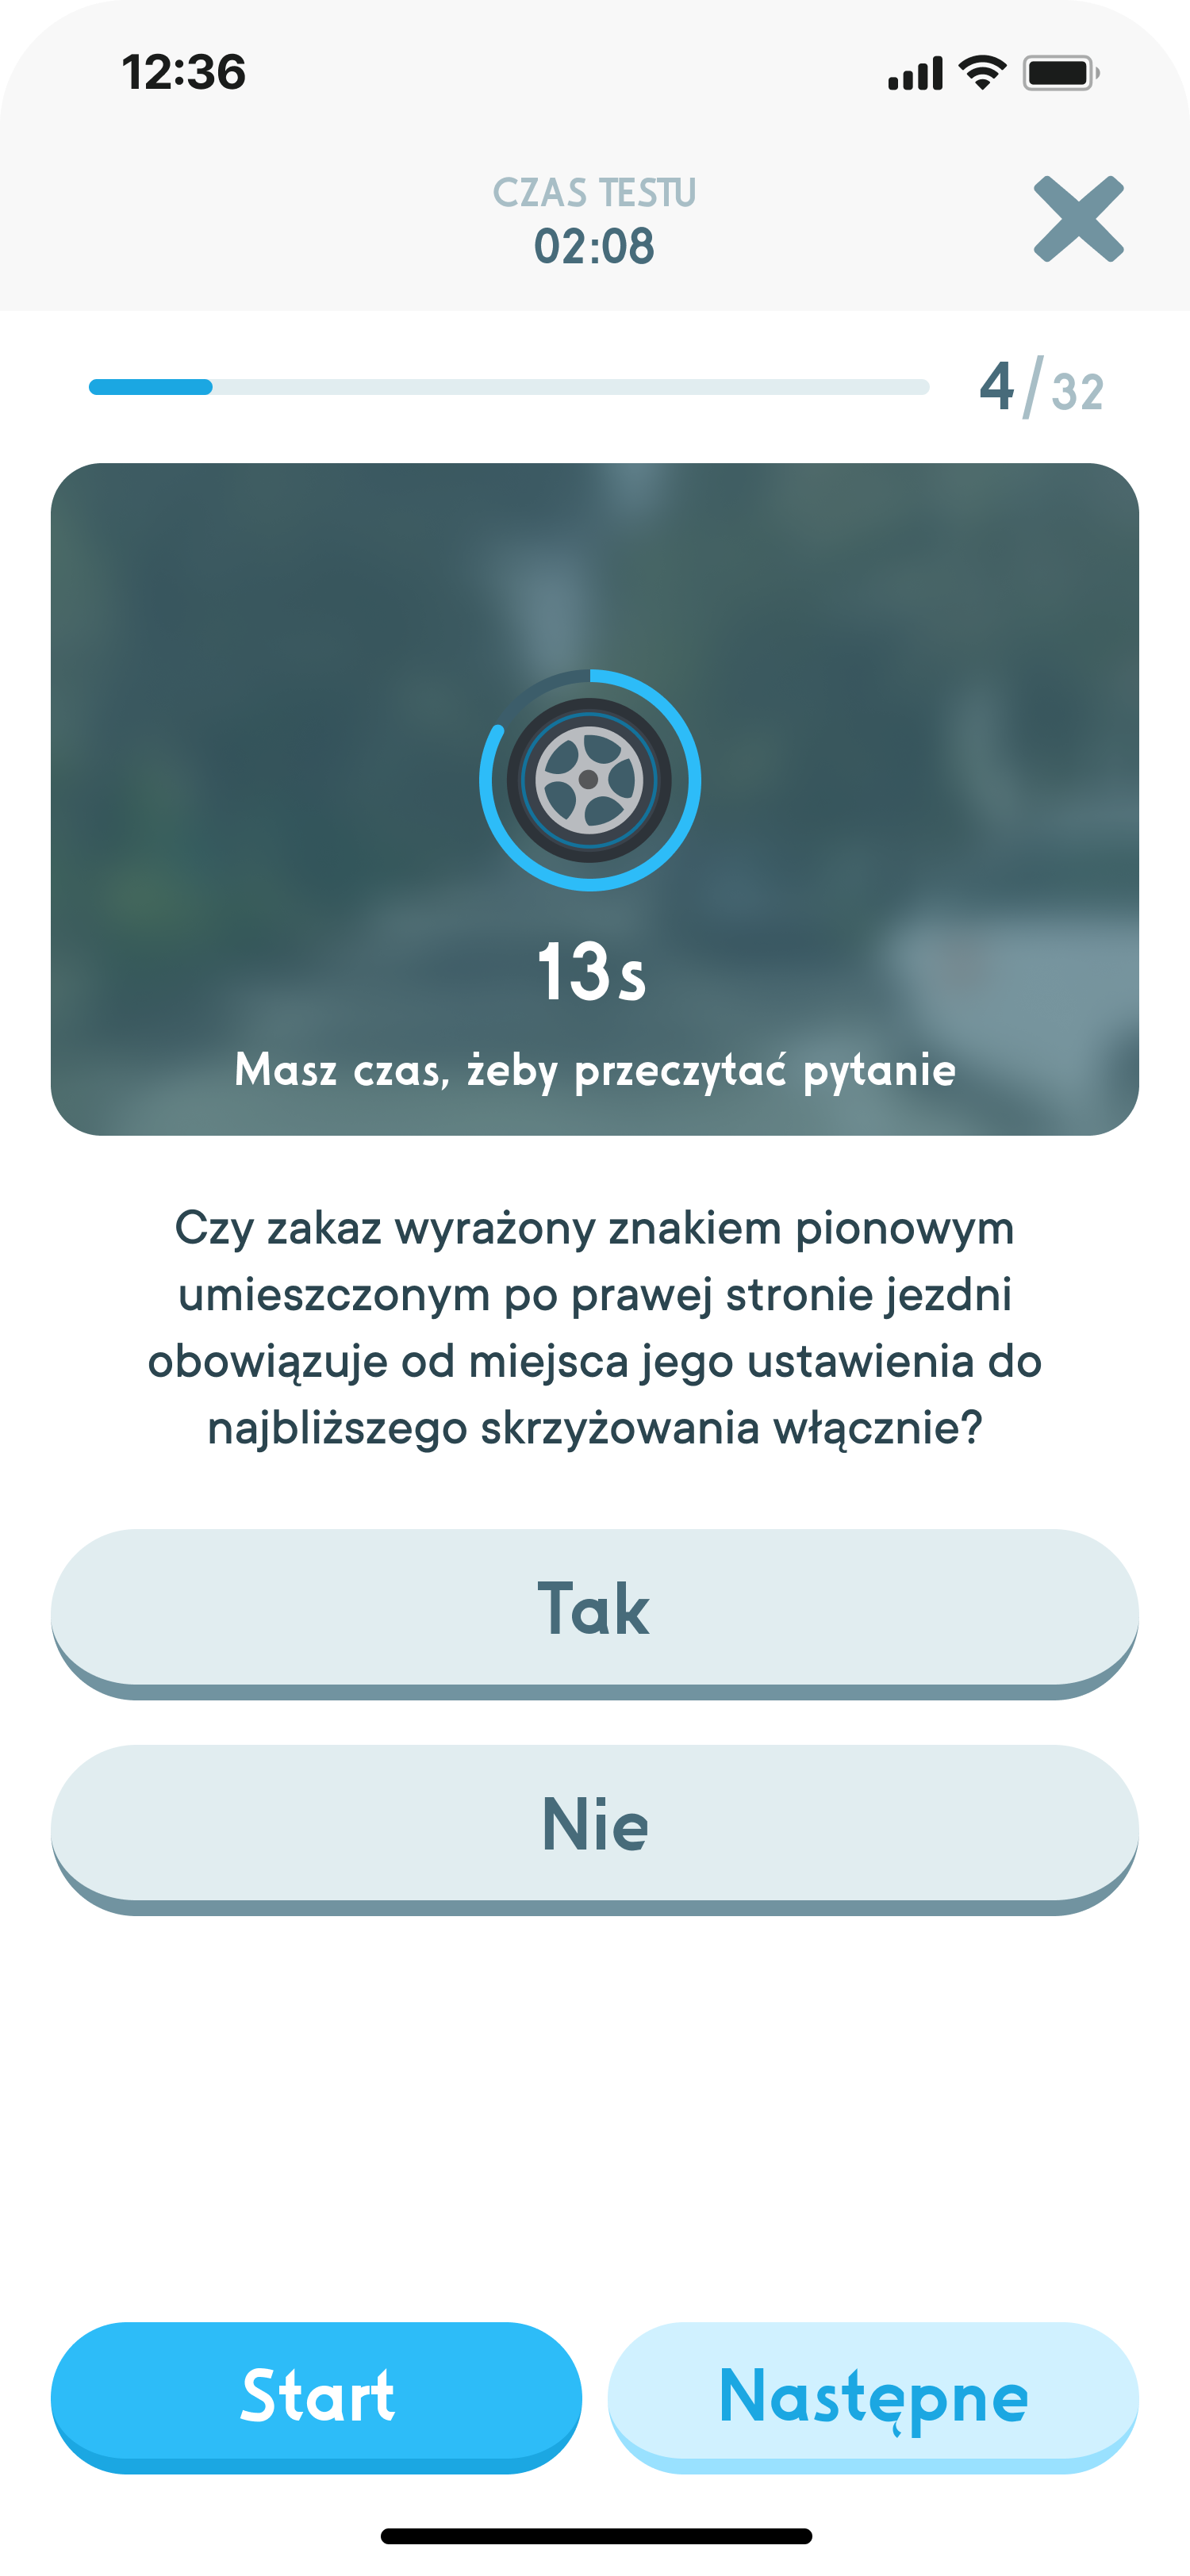 12:36
CZAS TESTU
02:08
4/32
13s
Masz czas, żeby przeczytać pytanie
Czy zakaz wyrażony znakiem pionowym
umieszczonym po prawej stronie jezdni
obowiązuje od miejsca jego ustawienia do
najbliższego skrzyżowania włącznie?
Tak
Nie
Start
Następne